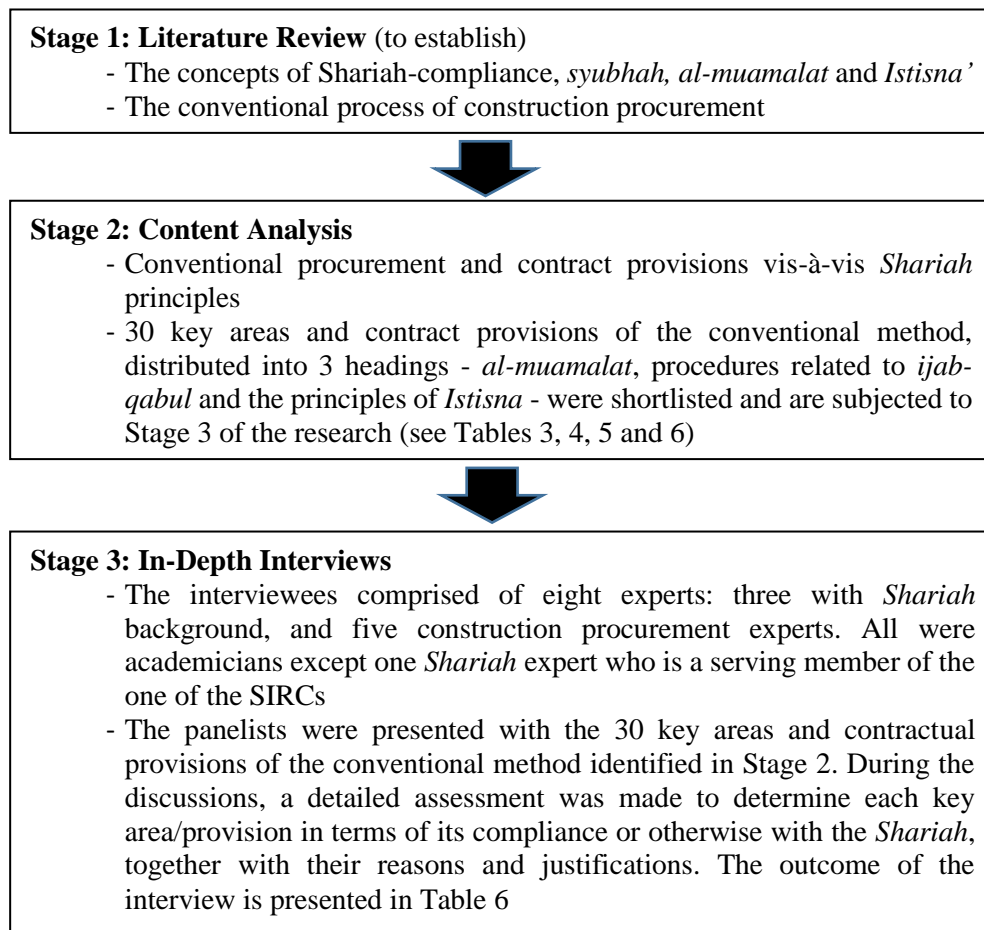 Stage 1: Literature Review (to establish)
- The concepts of Shariah-compliance, syubhah, al-muamalat and Istisna’
- The conventional process of construction procurement
Stage 2: Content Analysis
- Conventional procurement and contract provisions vis-à-vis Shariah
principles
- 30 key areas and contract provisions of the conventional method,
distributed into 3 headings - al-muamalat, procedures related to ijab-
qabul and the principles of Istisna - were shortlisted and are subjected to
Stage 3 of the research (see Tables 3, 4, 5 and 6)
Stage 3: In-Depth Interviews
- The interviewees comprised of eight experts: three with Shariah
background, and five construction procurement experts. All were
academicians except one Shariah expert who is a serving member of the
one of the SIRCs
- The panelists were presented with the 30 key areas and contractual
provisions of the conventional method identified in Stage 2. During the
discussions, a detailed assessment was made to determine each key
area/provision in terms of its compliance or otherwise with the Shariah,
together with their reasons and justifications. The outcome of the
interview is presented in Table 6